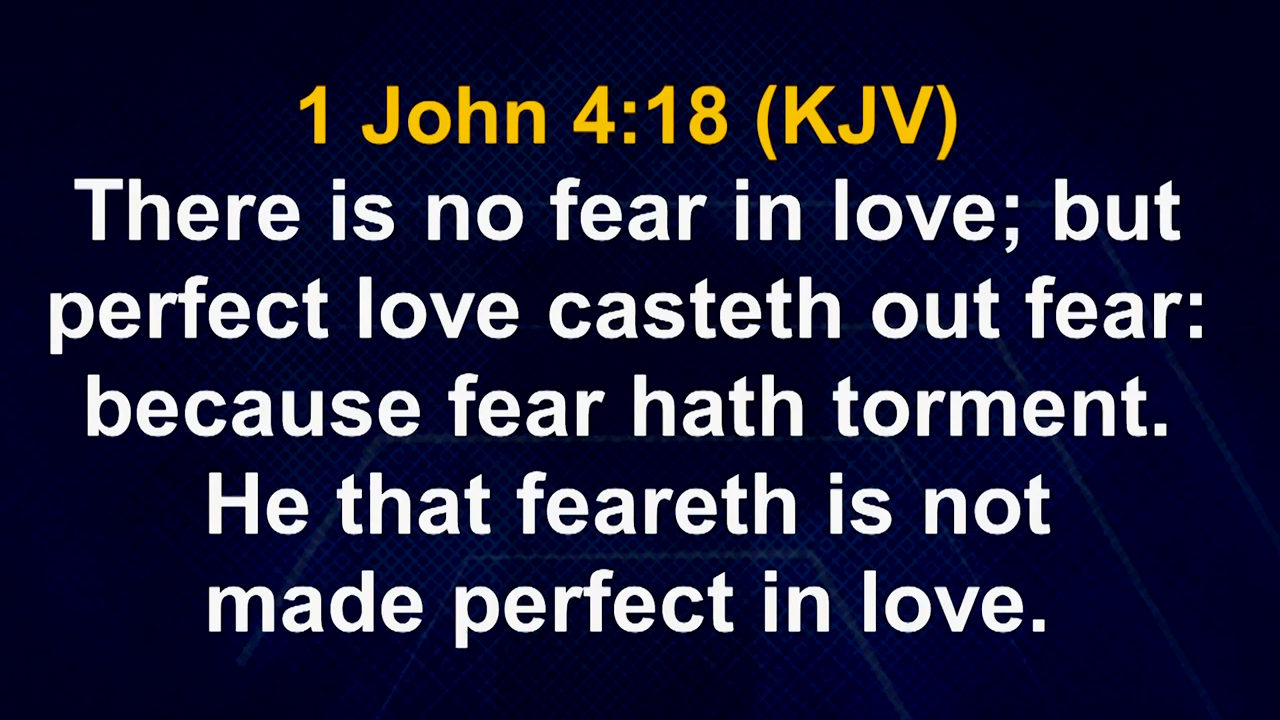 1 John 4:18 (KJV)
There is no fear in love; but
perfect love casteth out fear:
because fear hath torment.
He that feareth is not
made perfect in love.